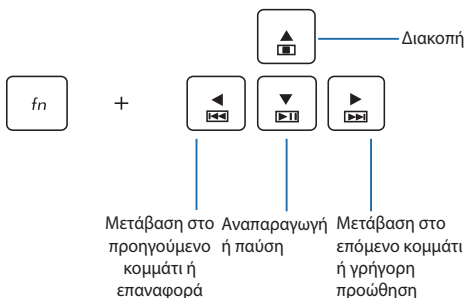 Διακοπή
fn +
Μετάβαση στο
προηγούμενο
κομμάτι ή
επαναφορά
Αναπαραγωγή
ή παύση
Μετάβαση στο
επόμενο κομμάτι
ή γρήγορη
προώθηση